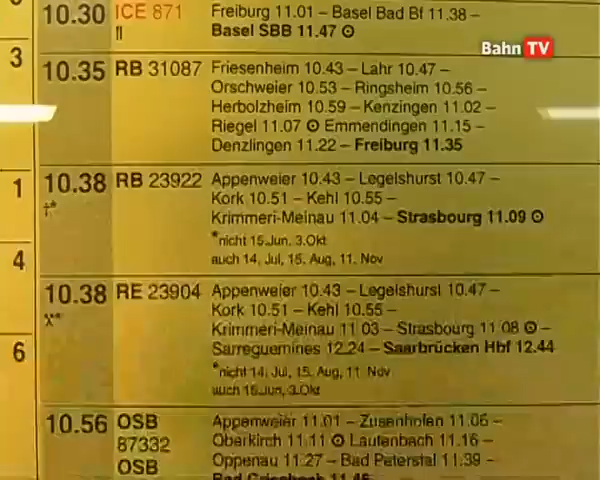 10.30 ICE 871 Freiburg 11.01 – Basel Bad Bf 11.38 –
Basel SBB 11.47
Bahn TV
3
10.35 RB 31087 Friesenheim 10.43 – Lahr 10.47 –
Orschweier 10.53 – Ringsheim 10.56 –
Herbolzheim 10.59 – Kenzingen 11.02 –
Riegel 11.07 Emmendingen 11.15 –
Denzlingen 11.22 – Freiburg 11.35
1
10.38 RB 23922 Appenweier 10.43 – Legelshurst 10.47 –
Kork 10.51 – Kehl 10.55 –
Krimmeri-Meinau 11.04 – Strasbourg 11.09
*nicht 15.Jun, 3.Okt
auch 14. Jul, 15. Aug, 11. Nov
4
10.38 RE 23904 Appenweier 10.43 – Legelshurst 10.47 –
Kork 10.51 – Kehl 10.55 –
Krimmeri-Meinau 11.03 – Strasbourg 11.08 –
Sarreguemines 12.24 – Saarbrücken Hbf 12.44
*nicht 14. Jul, 15. Aug, 11. Nov
auch 15.Jun, 3.Okt
6
10.56 OSB Appenweier 11.01 – Zusenhofen 11.06 –
87332 Oberkirch 11.11 Lautenbach 11.16 –
OSB Oppenau 11.27 – Bad Peterstal 11.39 –
Bad Griesbach 11.46